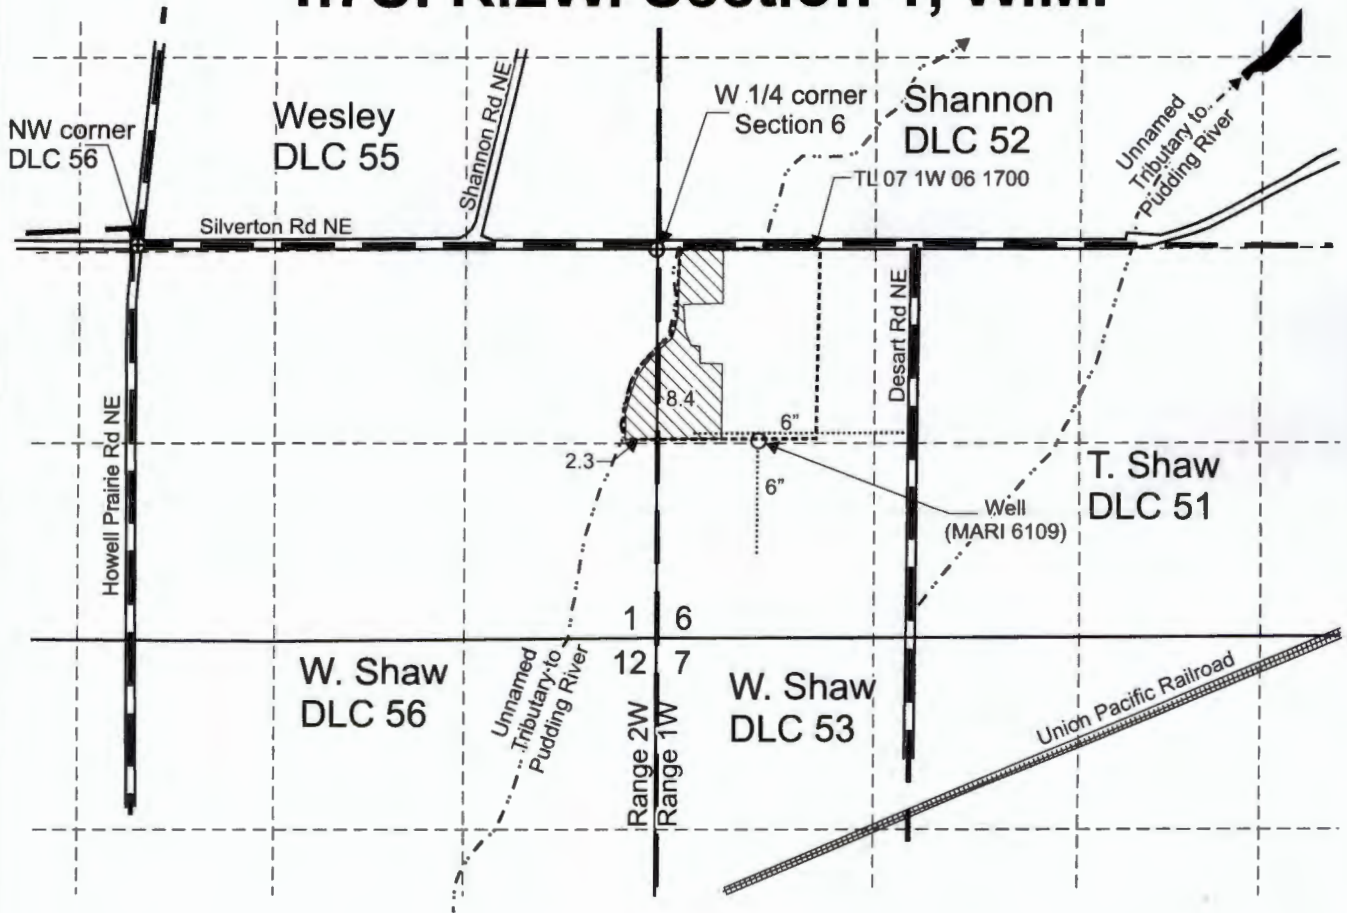 NW corner
DLC 56
Wesley
DLC 55
Shannon Rd NE
W 1/4 corner
Section 6
Shannon
DLC 52
TL 07 1W 06 1700
Unnamed
Tributary to
Pudding River
Silverton Rd NE
Howell Prairie Rd NE
Desart Rd NE
8.4
6"
2.3
6"
Well
(MARI 6109)
T. Shaw
DLC 51
1
6
12
7
W. Shaw
DLC 56
Unnamed
Tributary to
Pudding River
Range 2W
Range 1W
W. Shaw
DLC 53
Union Pacific Railroad